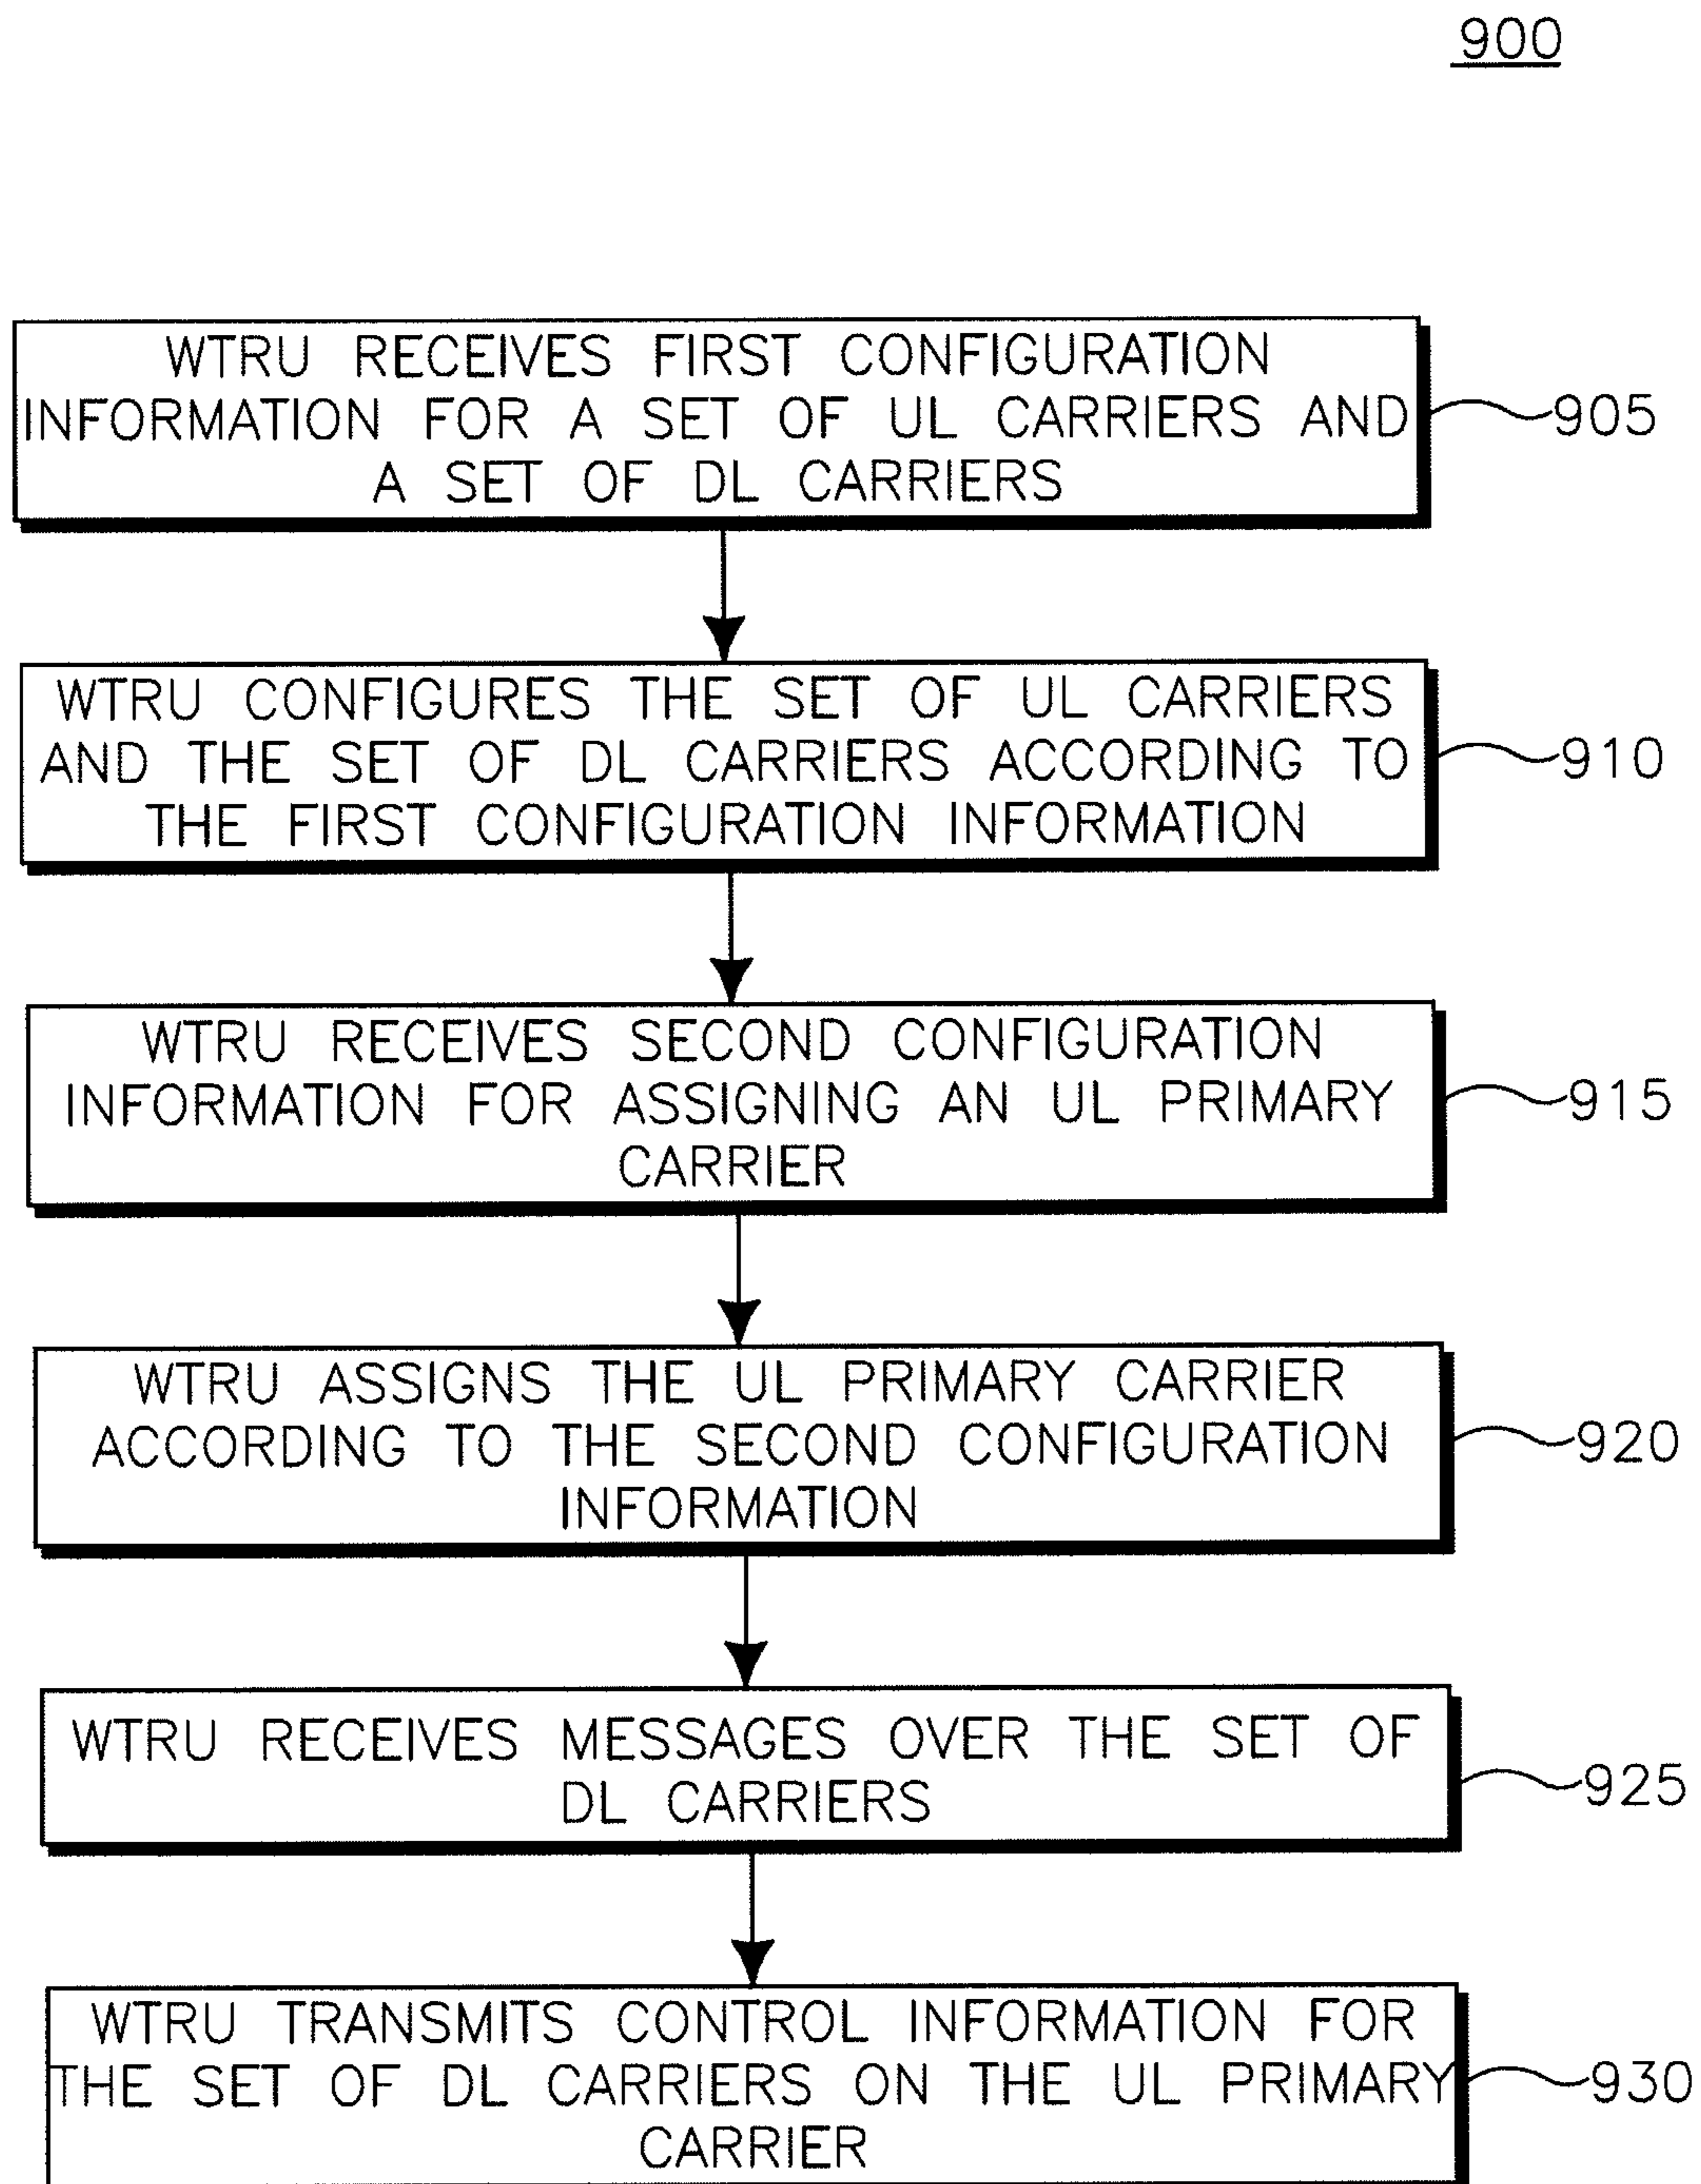 900
WTRU RECEIVES FIRST CONFIGURATION
INFORMATION FOR A SET OF UL CARRIERS AND
A SET OF DL CARRIERS
905
WTRU CONFIGURES THE SET OF UL CARRIERS
AND THE SET OF DL CARRIERS ACCORDING TO
THE FIRST CONFIGURATION INFORMATION
910
WTRU RECEIVES SECOND CONFIGURATION
INFORMATION FOR ASSIGNING AN UL PRIMARY
CARRIER
915
WTRU ASSIGNS THE UL PRIMARY CARRIER
ACCORDING TO THE SECOND CONFIGURATION
INFORMATION
920
WTRU RECEIVES MESSAGES OVER THE SET OF
DL CARRIERS
925
WTRU TRANSMITS CONTROL INFORMATION FOR
THE SET OF DL CARRIERS ON THE UL PRIMARY
CARRIER
930